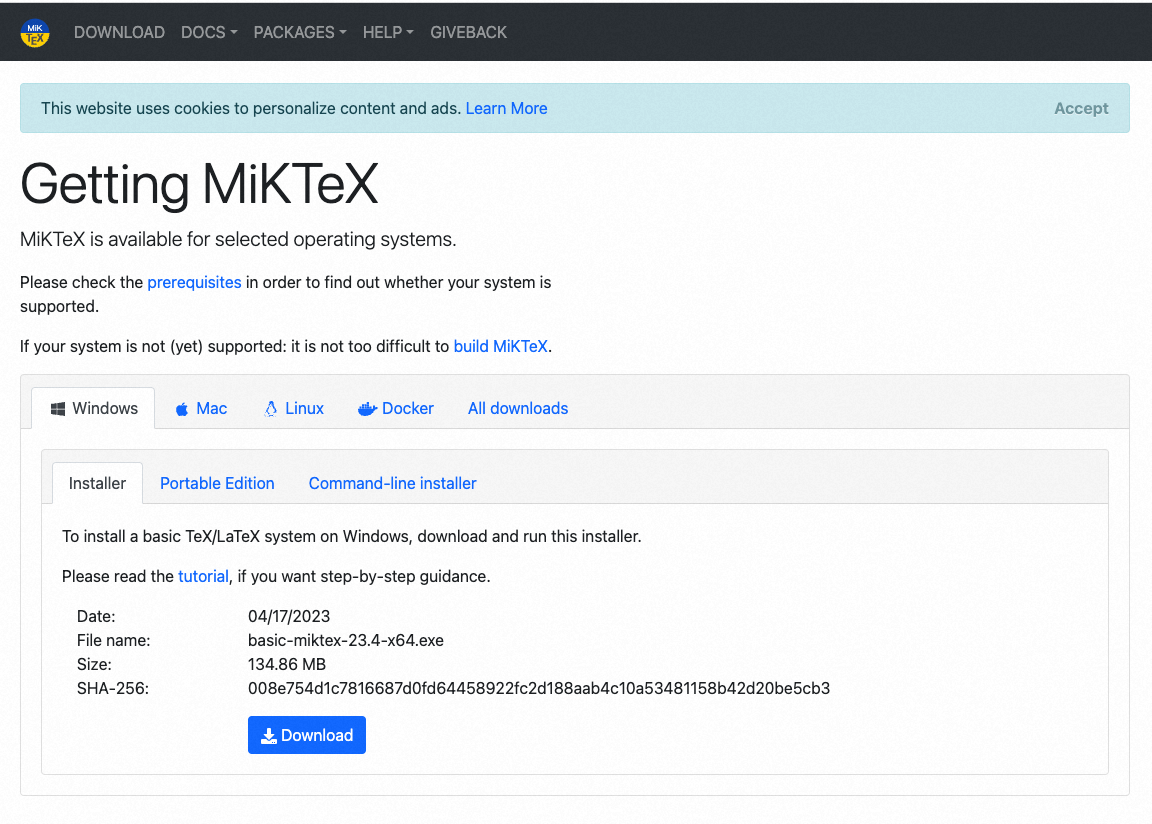 MiK
TEX
DOWNLOAD DOCS PACKAGES HELP GIVEBACK
This website uses cookies to personalize content and ads. Learn More Accept
Getting MiKTeX
MiKTeX is available for selected operating systems.
Please check the prerequisites in order to find out whether your system is
supported.
If your system is not (yet) supported: it is not too difficult to build MiKTeX.
Windows Mac Linux Docker All downloads
Installer Portable Edition Command-line installer
To install a basic TeX/LaTeX system on Windows, download and run this installer.
Please read the tutorial, if you want step-by-step guidance.
Date: 04/17/2023
File name: basic-miktex-23.4-x64.exe
Size: 134.86 MB
SHA-256: 008e754d1c7816687d0fd64458922fc2d188aab4c10a53481158b42d20be5cb3
Download